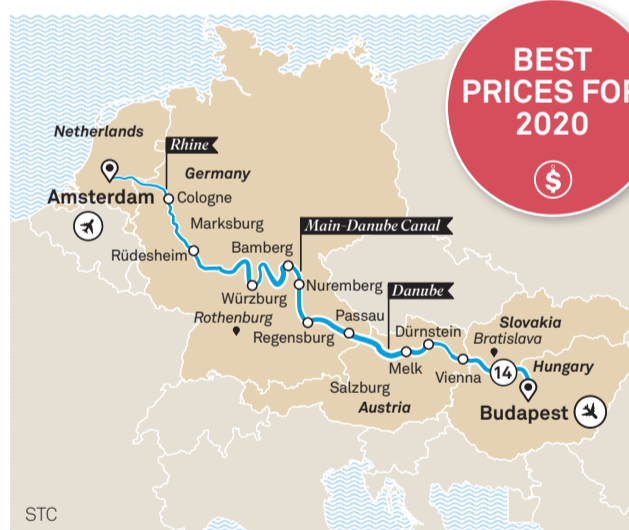 BEST
PRICES FOR
2020
$
Netherlands
Rhine
Germany
Amsterdam
Cologne
Marksburg
Main-Danube Canal
Bamberg
Rüdesheim
Nuremberg
Würzburg
Danube
Rothenburg
Passau
Regensburg
Dürnstein
Slovakia
Bratislava
Melk
Vienna
14
Hungary
Salzburg
Austria
Budapest
STC